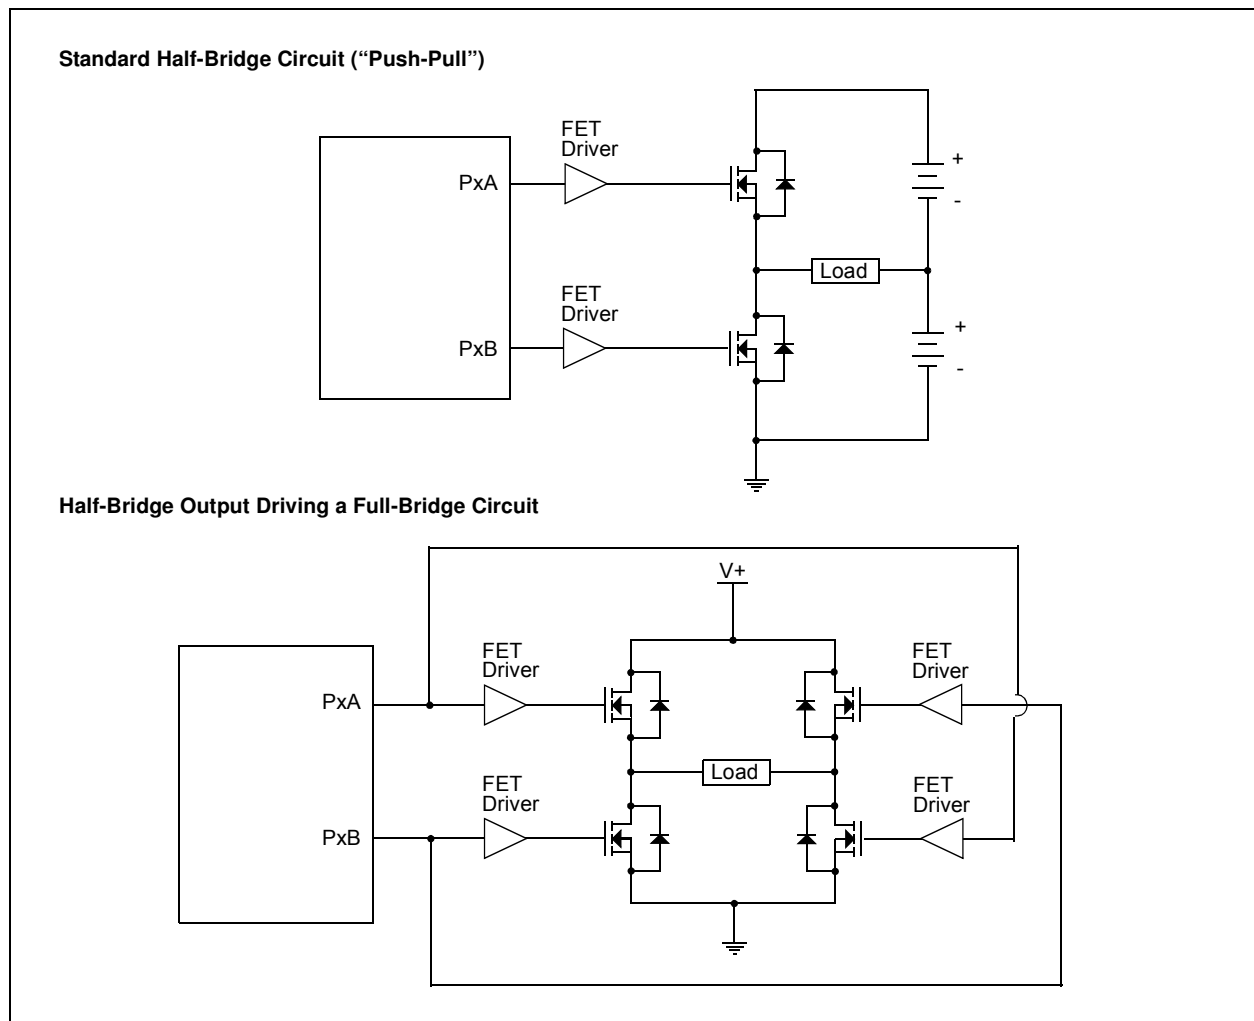 Standard Half-Bridge Circuit (“Push-Pull”)
FET
Driver
PxA
+
-
Load
FET
Driver
PxB
+
-
Half-Bridge Output Driving a Full-Bridge Circuit
V+
FET
Driver
FET
Driver
PxA
Load
FET
Driver
FET
Driver
PxB